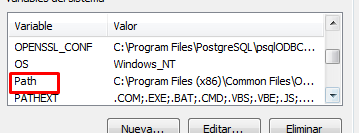 Variables del sistema
Variable Valor
OPENSSL_CONF C:\Program Files\PostgreSQL\psqlODBC...
OS Windows_NT
Path C:\Program Files (x86)\Common Files\O...
PATHEXT .COM;.EXE;.BAT;.CMD;.VBS;.VBE;.JS;....
Nueva... Editar... Eliminar